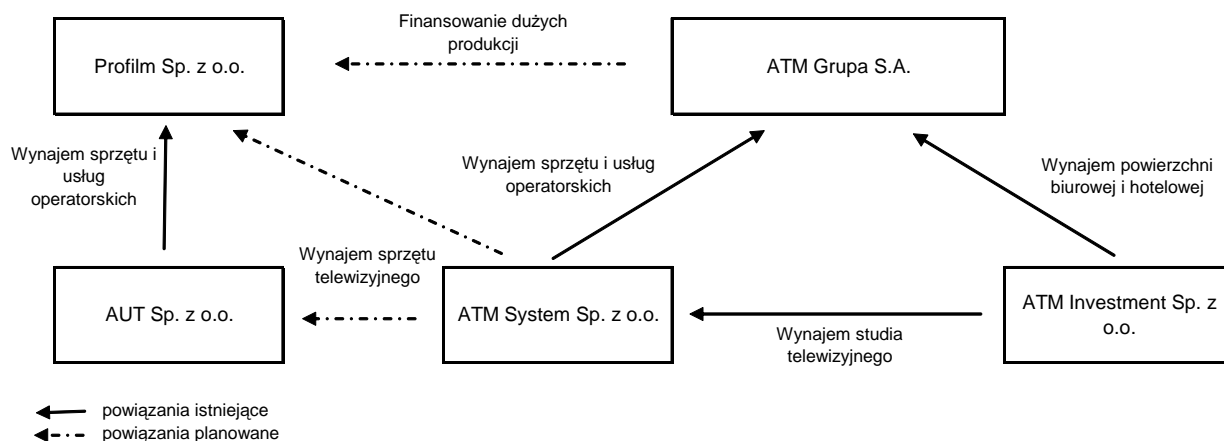 Finansowanie dużych
produkcji
Profilm Sp. z o.o.
ATM Grupa S.A.
Wynajem sprzętu i
usług
operatorskich
Wynajem sprzętu i usług
operatorskich
Wynajem powierzchni
biurowej i hotelowej
Wynajem sprzętu
telewizyjnego
AUT Sp. z o.o.
ATM System Sp. z o.o.
ATM Investment Sp. z
o.o.
Wynajem studia
telewizyjnego
powiązania istniejące
powiązania planowane